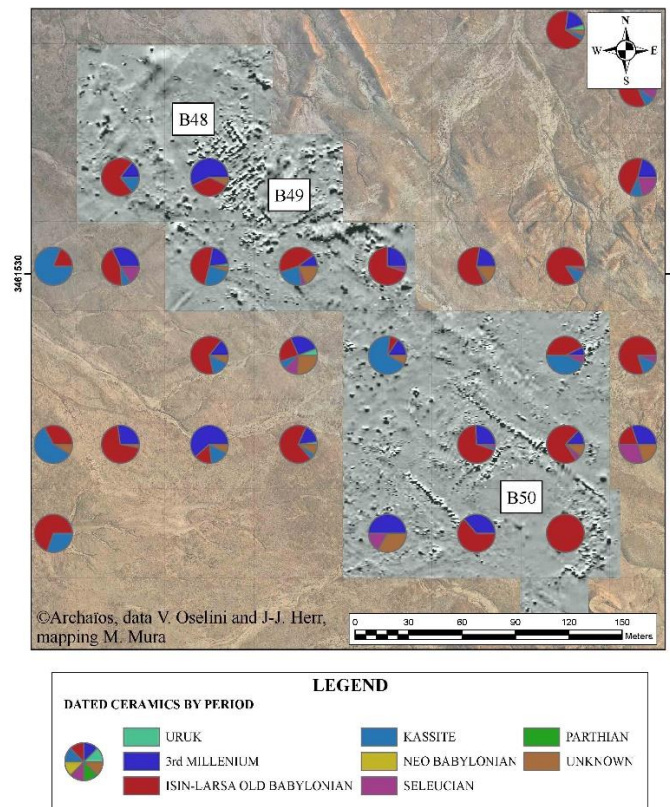 N
W E
S
B48
B49
3461530
B50
©Archaïos, data V. Oselini and J-J. Herr,
mapping M. Mura
0 30 60 90 120 150
Meters
LEGEND
DATED CERAMICS BY PERIOD
URUK
3rd MILLENIUM
ISIN-LARSA OLD BABYLONIAN
KASSITE
NEO BABYLONIAN
SELEUCIAN
PARTHIAN
UNKNOWN